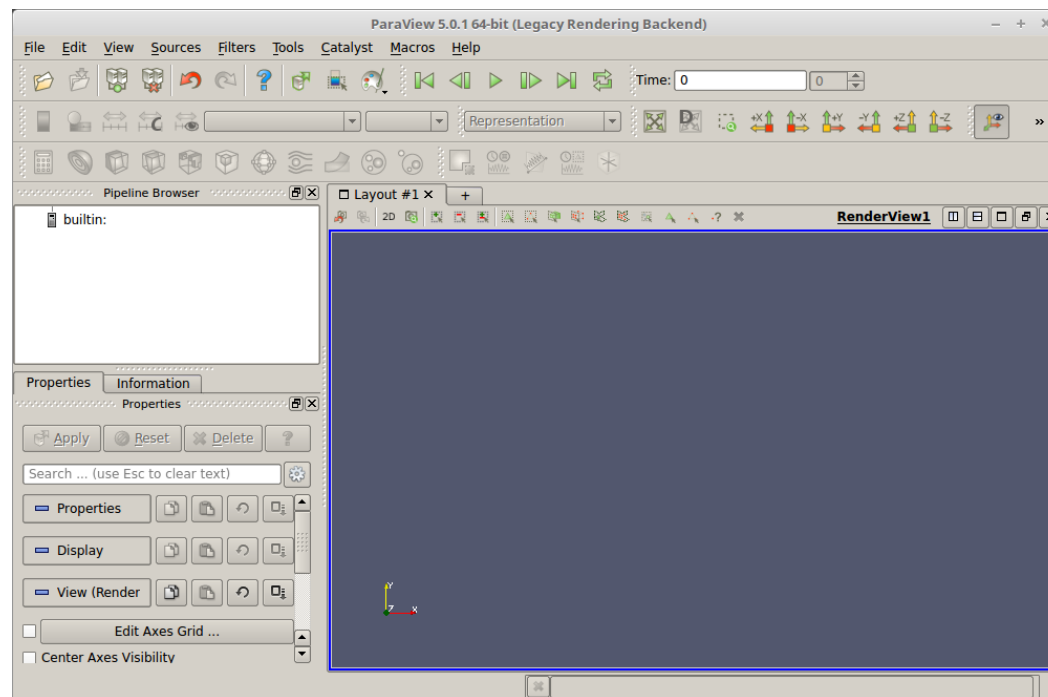 ParaView 5.0.1 64-bit (Legacy Rendering Backend)
File Edit View Sources Filters Tools Catalyst Macros Help
Time: 0 0
Representation +X -X +Y -Y +Z -Z »
Pipeline Browser Layout #1 +
builtin: 2D RenderView1
Properties Information
Properties
Apply Reset Delete ?
Search ... (use Esc to clear text)
Properties
Display
View (Render
Y
Z X
Edit Axes Grid ...
Center Axes Visibility